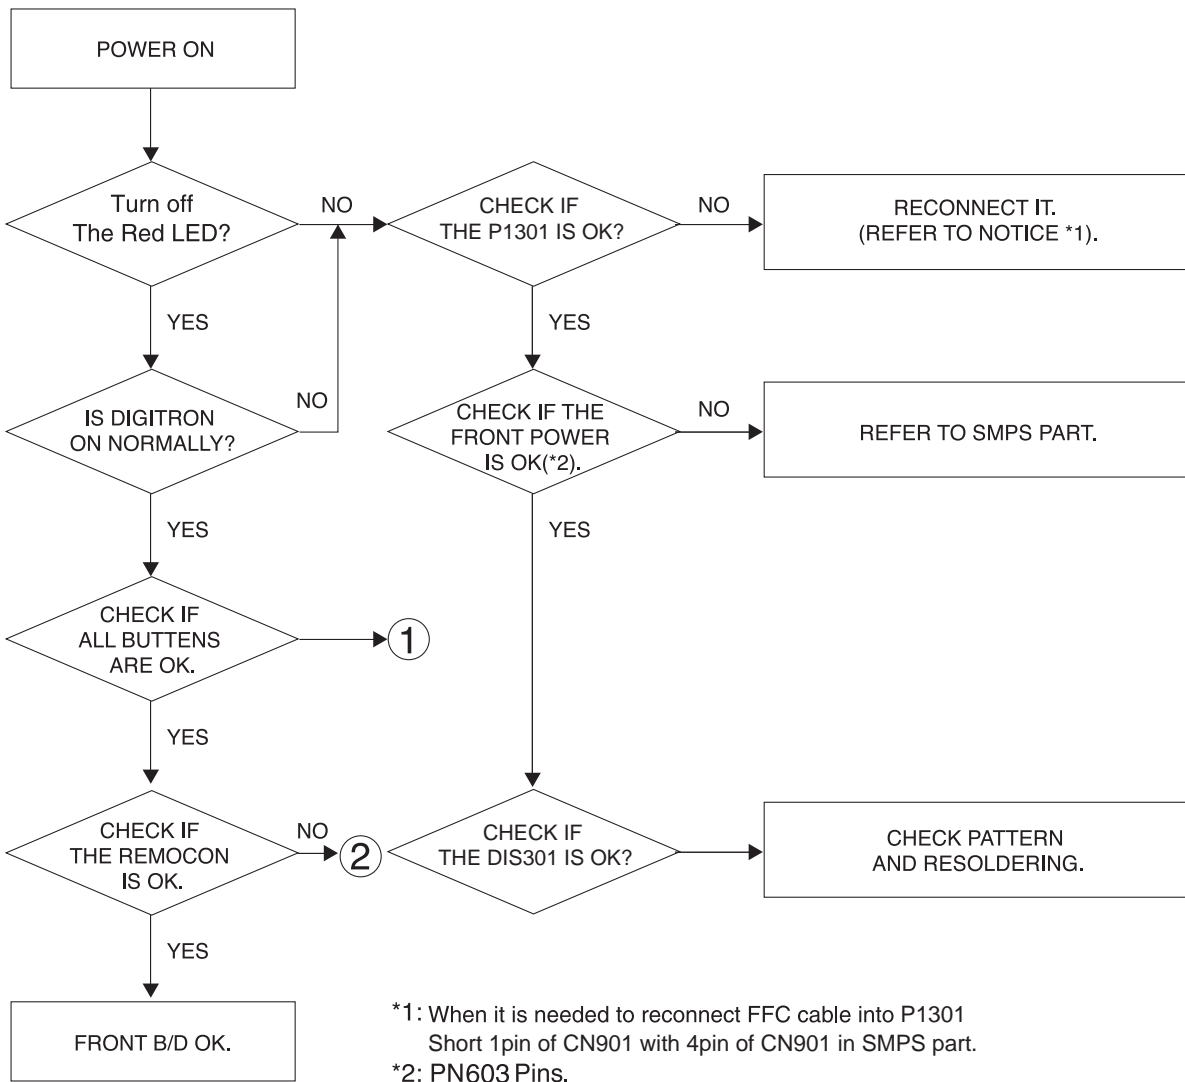 POWER ON
Turn off
The Red LED?
NO
CHECK IF
THE P1301 IS OK?
NO
RECONNECT IT.
(REFER TO NOTICE *1).
YES
YES
IS DIGITRON
ON NORMALLY?
NO
CHECK IF THE
FRONT POWER
IS OK(*2).
NO
REFER TO SMPS PART.
YES
YES
CHECK IF
ALL BUTTENS
ARE OK.
1
YES
CHECK IF
THE REMOCON
IS OK.
NO
2
CHECK IF
THE DIS301 IS OK?
CHECK PATTERN
AND RESOLDERING.
YES
FRONT B/D OK.
*1: When it is needed to reconnect FFC cable into P1301
Short 1pin of CN901 with 4pin of CN901 in SMPS part.
*2: PN603 Pins.